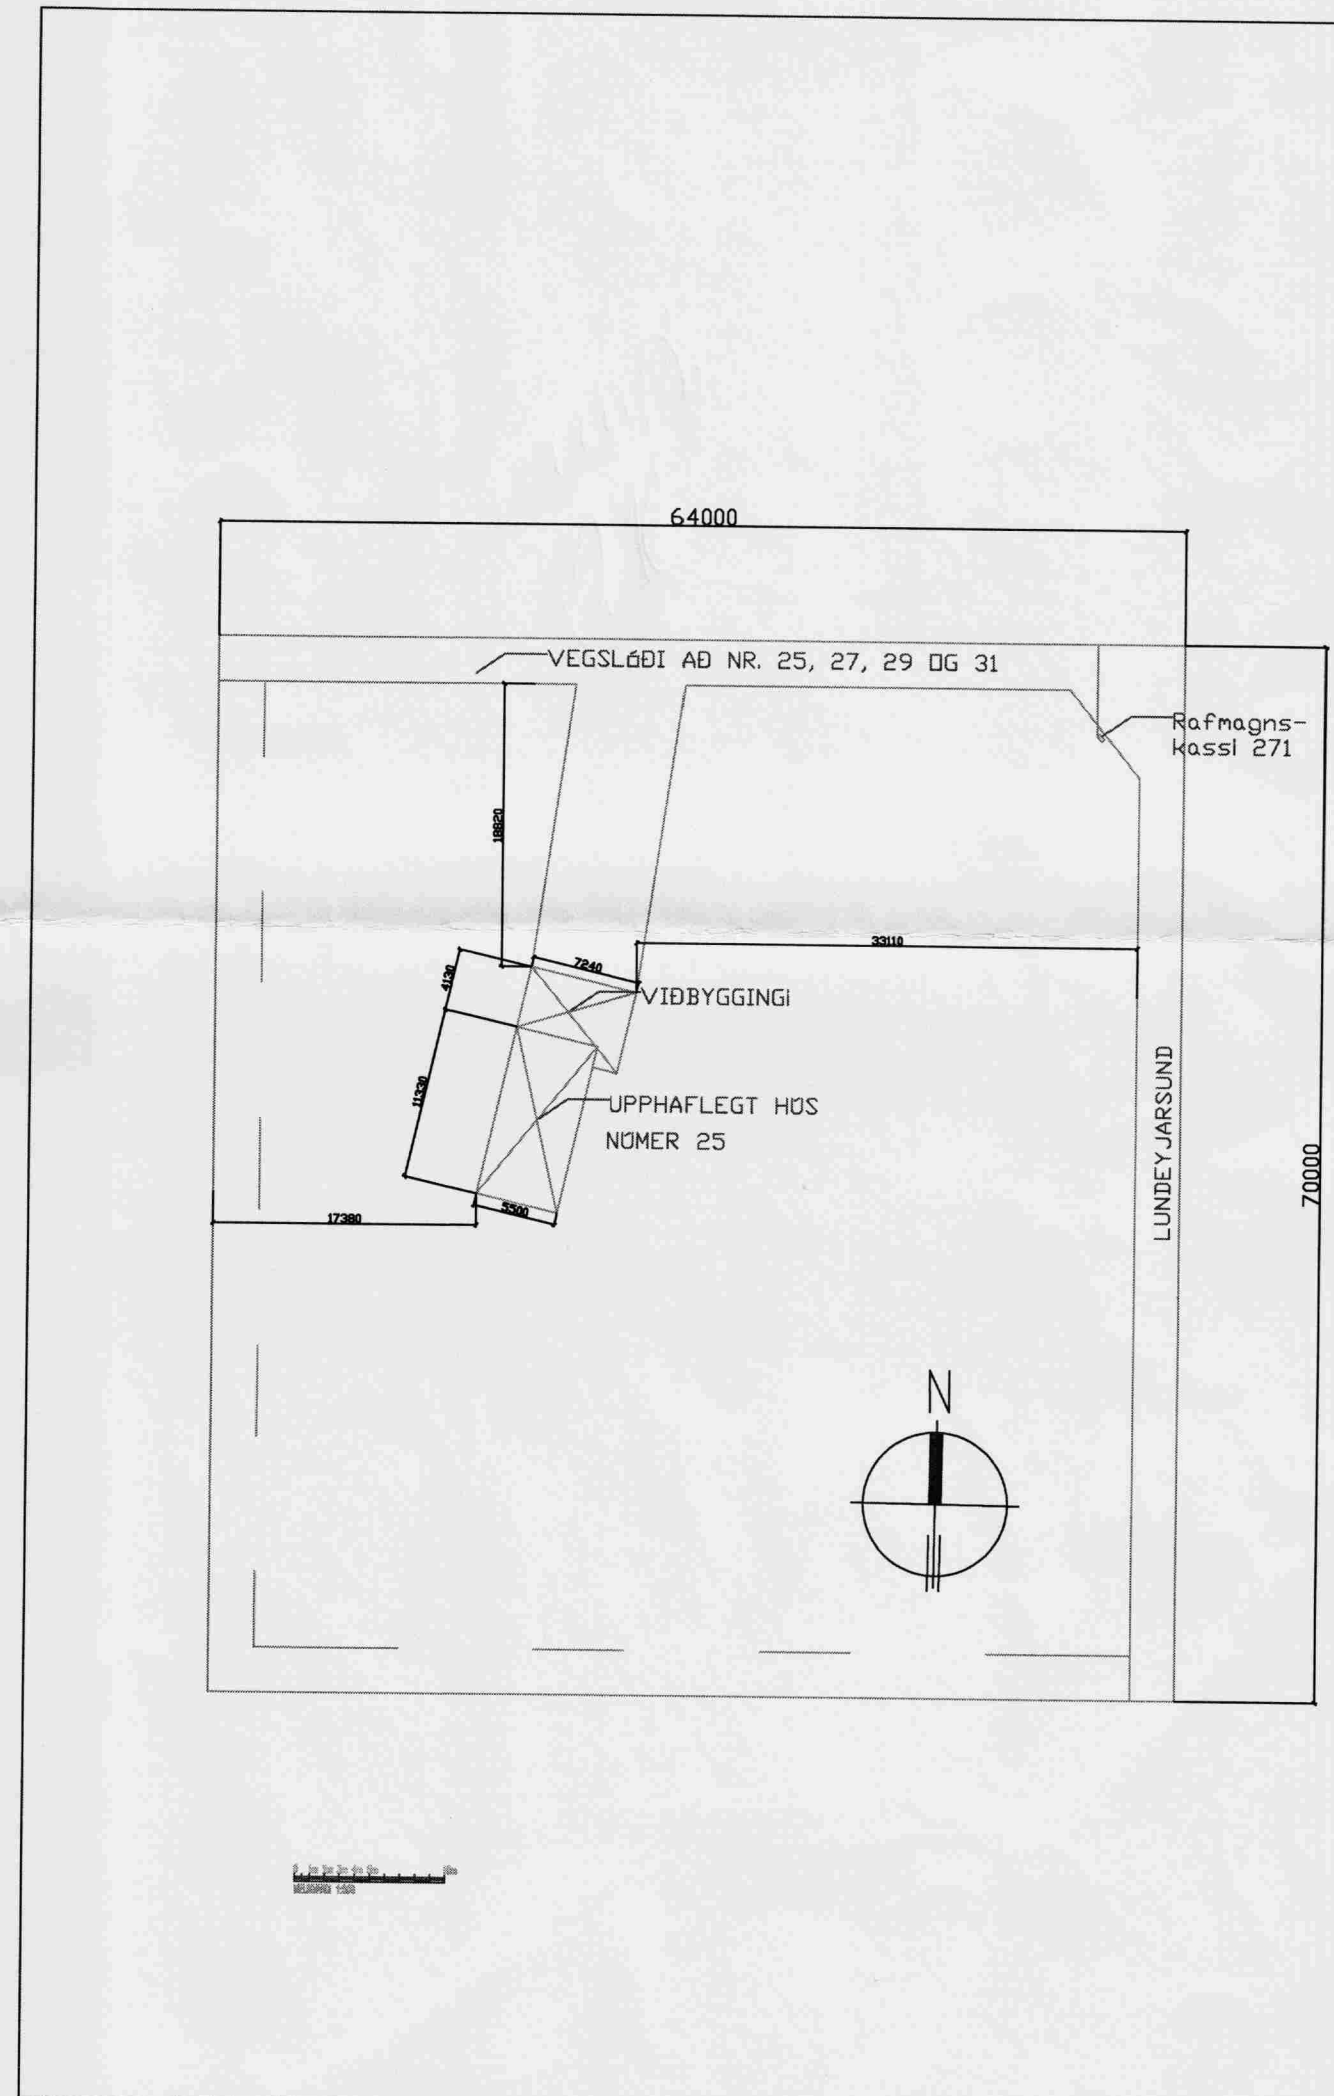 64000
VEGSLÓÐI AÐ NR. 25, 27, 29 OG 31
Rafmagns-
kassi 271
18820
33110
7240
4130
VIÐBYGGINGI
11330
UPPHAFLEGT HÚS
NÚMER 25
LUNDEYJARSUND
70000
5500
17380
N